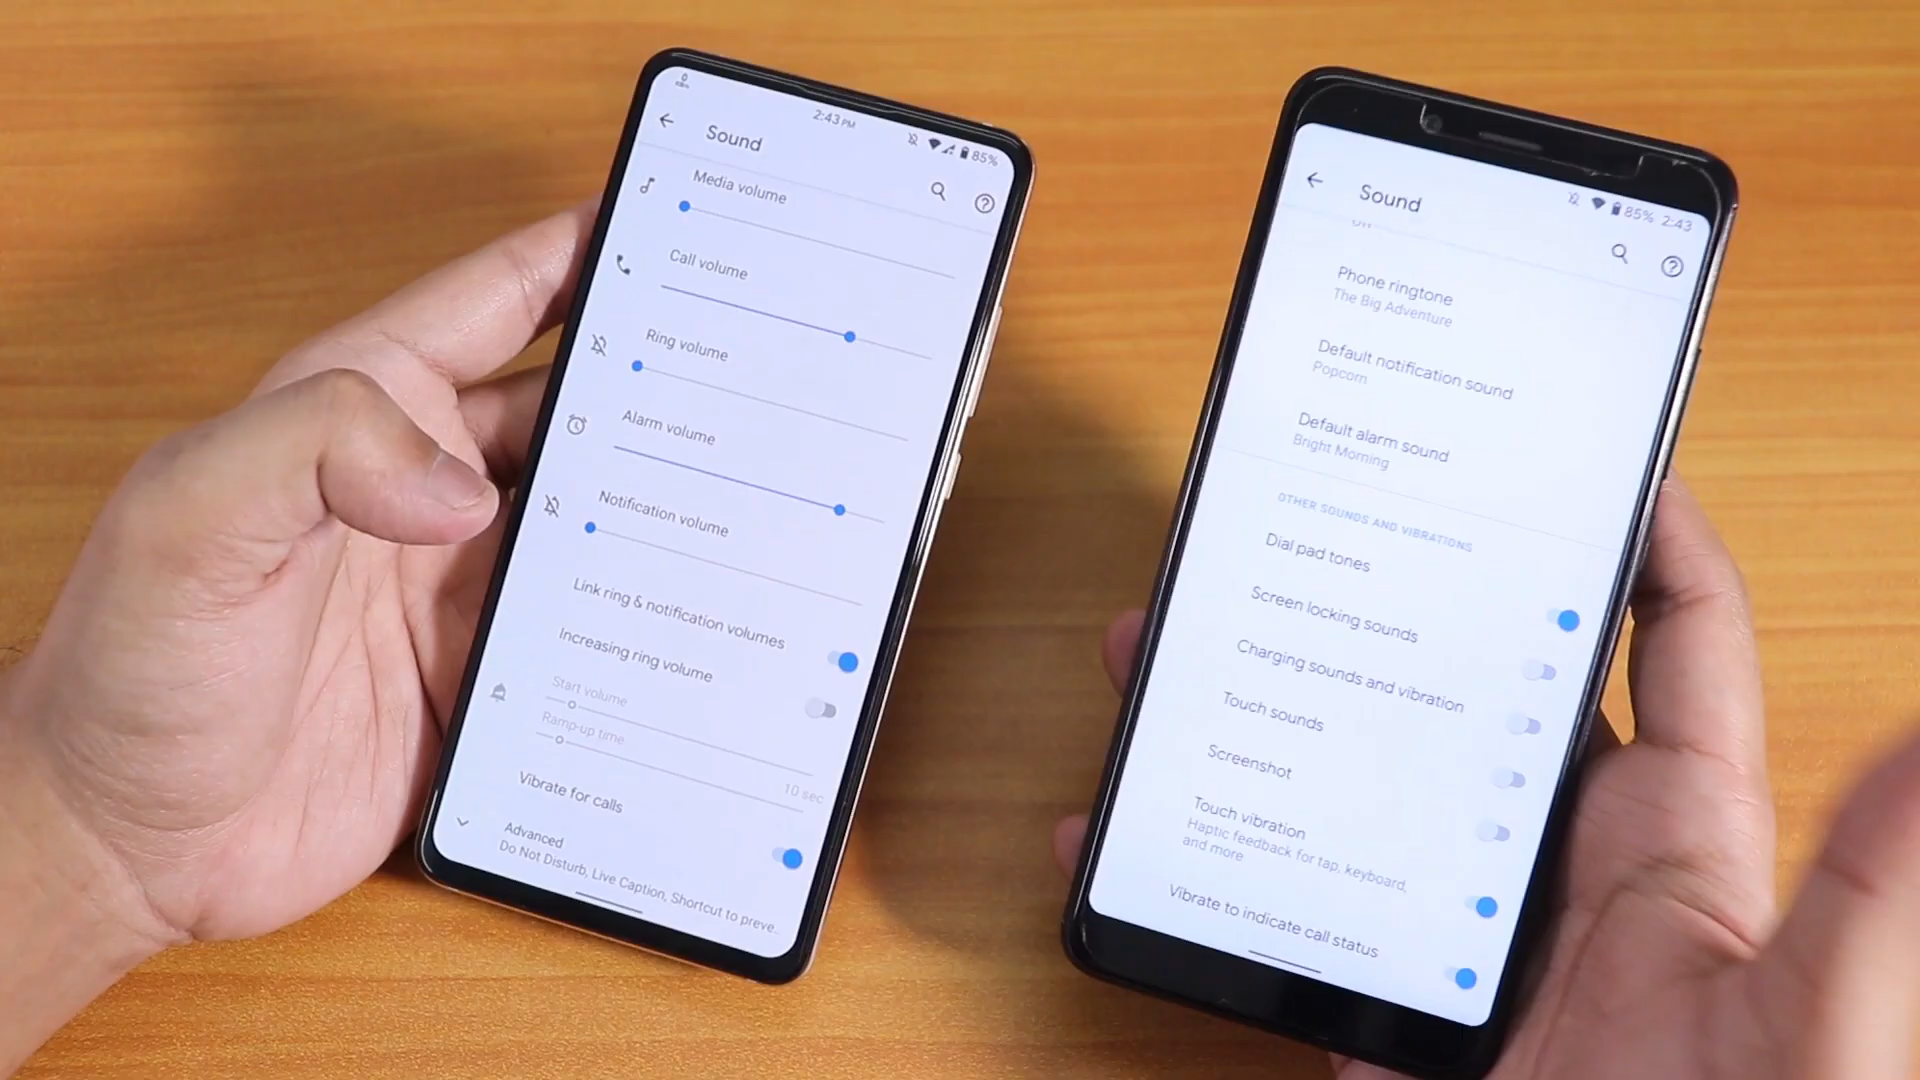 2:43 PM
85%
Sound
Media volume
Call volume
Ring volume
Alarm volume
Notification volume
Link ring & notification volumes
Increasing ring volume
Start volume
Ramp-up time
10 sec
Vibrate for calls
Advanced
Do Not Disturb, Live Caption, Shortcut to preve..
85% 2:43
Sound
Phone ringtone
The Big Adventure
Default notification sound
Popcorn
Default alarm sound
Bright Morning
OTHER SOUNDS AND VIBRATIONS
Dial pad tones
Screen locking sounds
Charging sounds and vibration
Touch sounds
Screenshot
Touch vibration
Haptic feedback for tap, keyboard,
and more
Vibrate to indicate call status